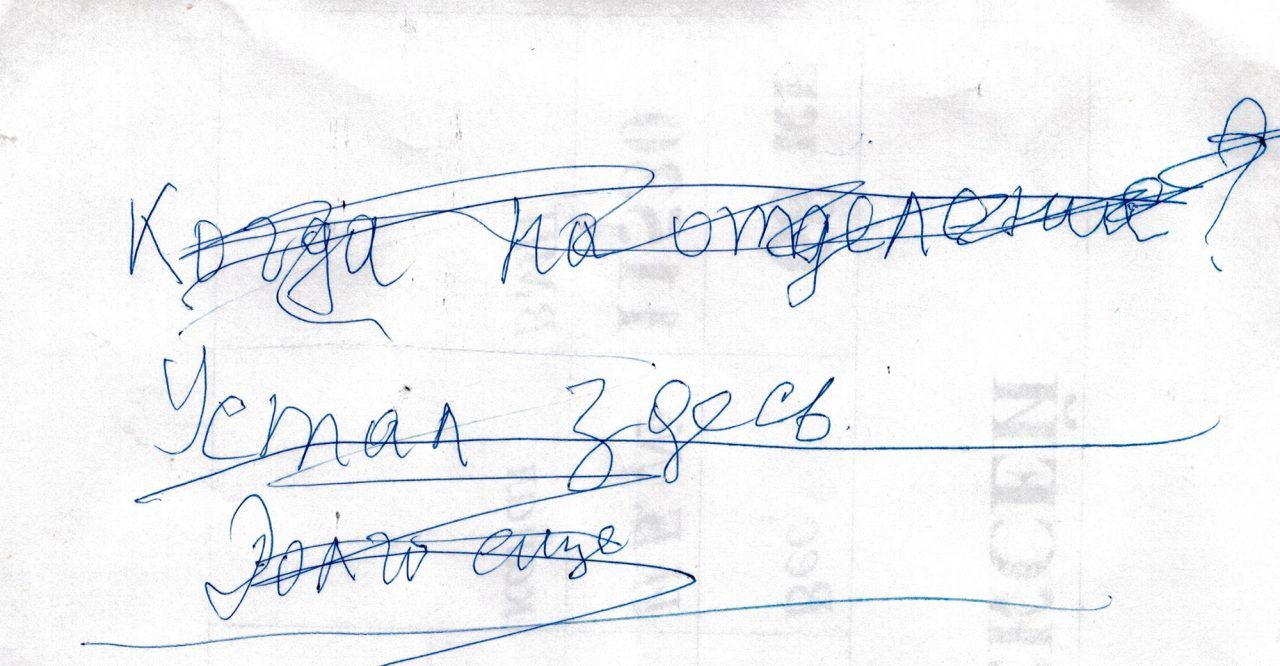 Когда на отделение?
Устал здесь.
Долго еще